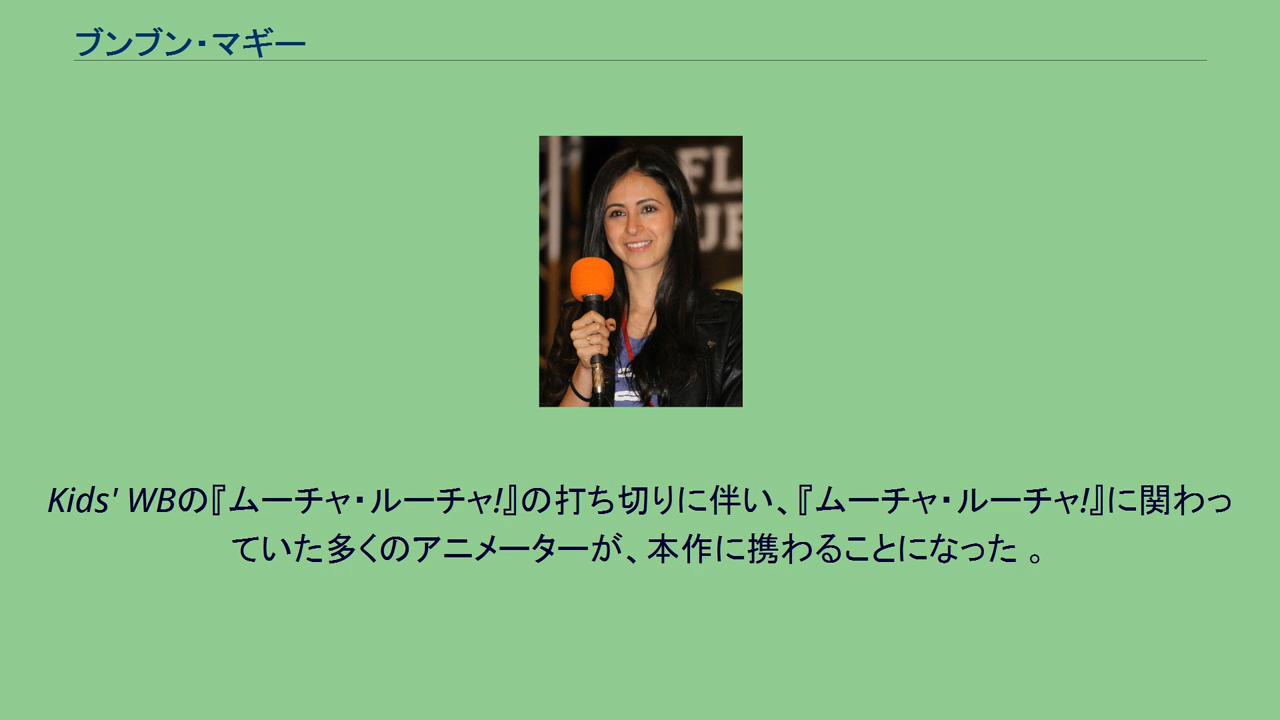 ブンブン・マギー
FL
UF
Kids' WBの『ムーチャ・ルーチャ!』の打ち切りに伴い、『ムーチャ・ルーチャ!』に関わっ
ていた多くのアニメーターが、本作に携わることになった 。